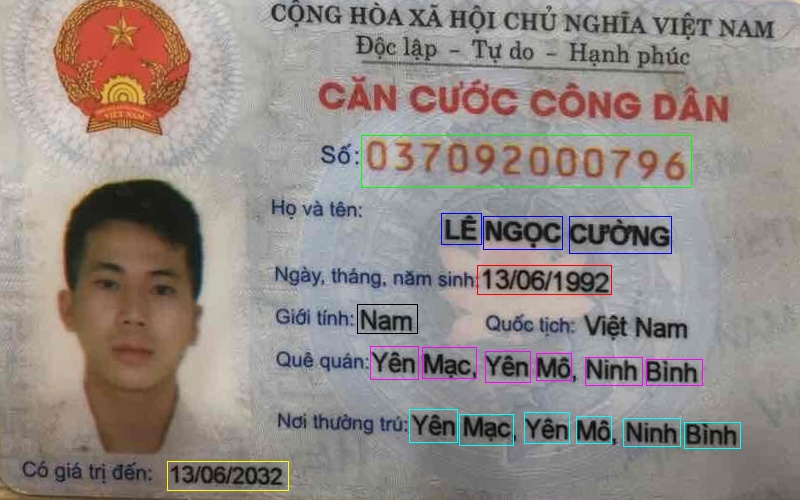 CỘNG HÒA XÃ HỘI CHỦ NGHĨA VIỆT NAM
Độc lập - Tự do - Hạnh phúc
CĂN CƯỚC CÔNG DÂN
Số: 037092000796
Họ và tên:
LÊ NGỌC CƯỜNG
Ngày, tháng, năm sinh: 13/06/1992
Giới tính: Nam Quốc tịch: Việt Nam
Quê quán: Yên Mạc, Yên Mô, Ninh Bình
Nơi thường trú: Yên Mạc, Yên Mô, Ninh Bình
Có giá trị đến: 13/06/2032